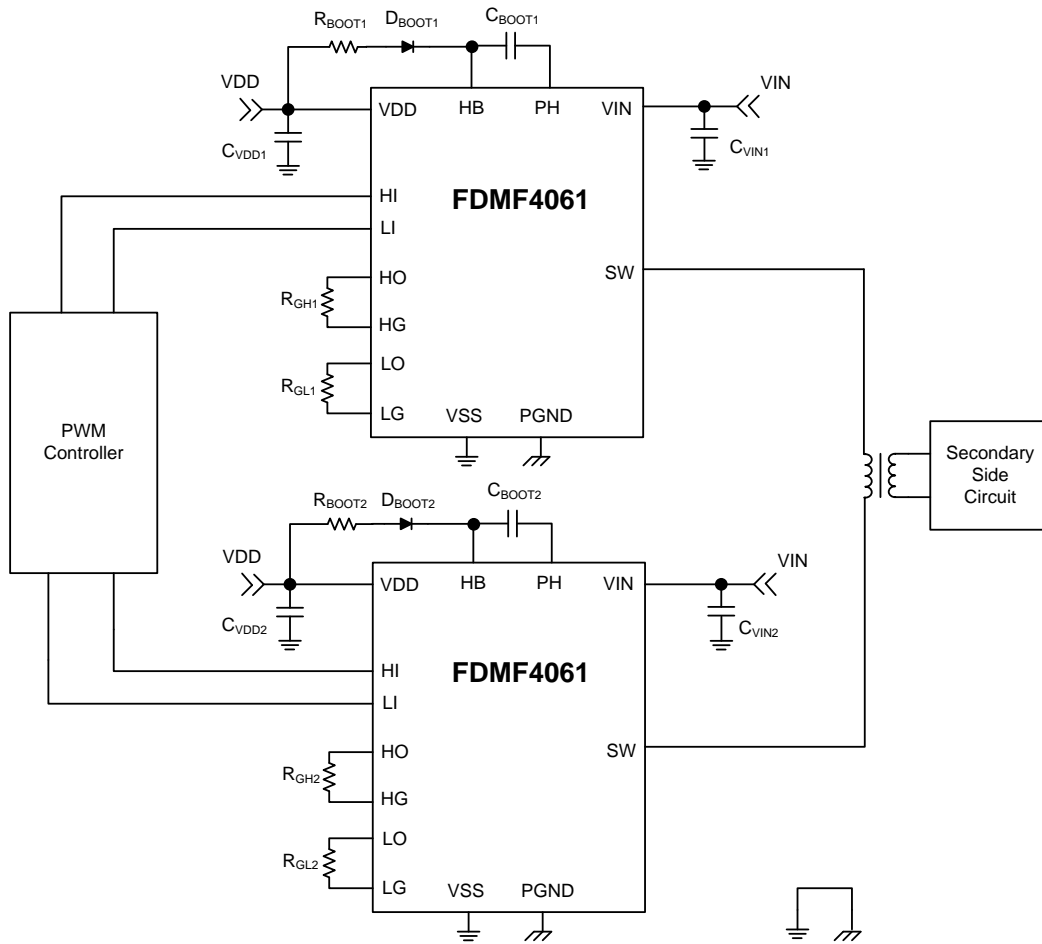 RBOOT1
DBOOT1
CBOOT1
VDD
VIN
VDD
HB
PH
VIN
CVDD1
CVIN1
HI
FDMF4061
LI
SW
HO
RGH1
HG
LO
RGL1
LG
VSS
PGND
PWM
Controller
Secondary
Side
Circuit
RBOOT2
DBOOT2
CBOOT2
VDD
VIN
VDD
HB
PH
VIN
CVDD2
CVIN2
HI
FDMF4061
LI
HO
SW
RGH2
HG
LO
RGL2
LG
VSS
PGND